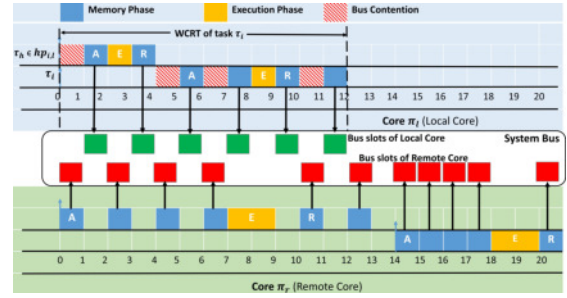 Memory Phase Execution Phase Bus Contention
WCRT of task τi
τh ∈ hpi,l
A E R
τi
A E R
0 1 2 3 4 5 6 7 8 9 10 11 12 13 14 15 16 17 18 19 20
Core πl (Local Core)
Bus slots of Local Core System Bus
Bus slots of Remote Core
A E R
A E R
0 1 2 3 4 5 6 7 8 9 10 11 12 13 14 15 16 17 18 19 20
Core πr (Remote Core)